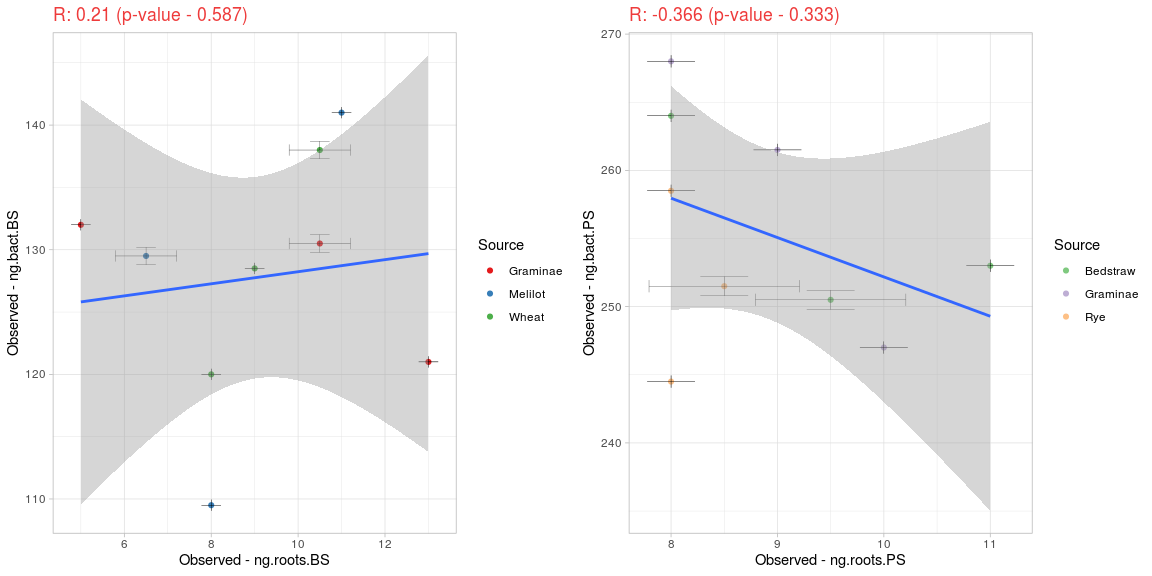 R: 0.21 (p-value - 0.587)
Observed - ng.bact.BS
140
130
120
110
6
8
10
12
Observed - ng.roots.BS
Source
Graminae
Melilot
Wheat
R: -0.366 (p-value - 0.333)
Observed - ng.bact.PS
270
260
250
240
8
9
10
11
Observed - ng.roots.PS
Source
Bedstraw
Graminae
Rye